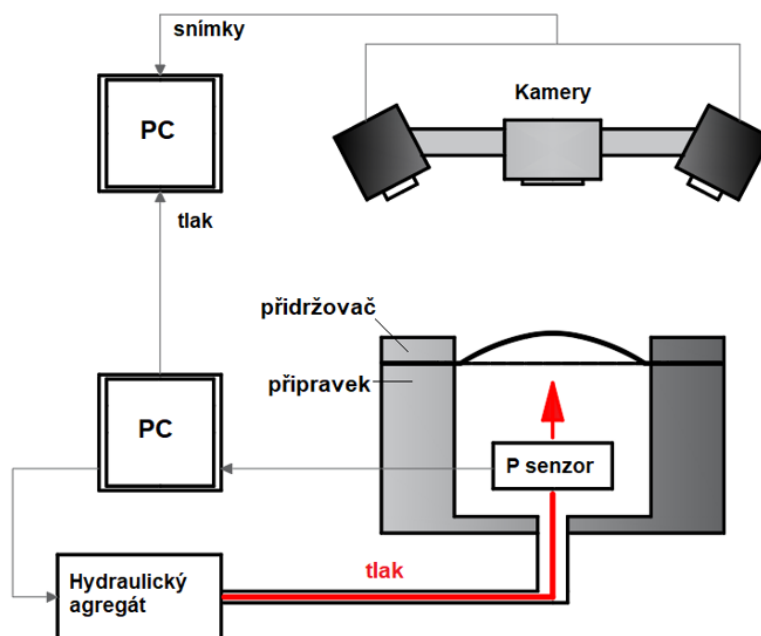 snímky
PC
Kamery
tlak
přidržovač
připravek
PC
P senzor
tlak
Hydraulický
agregát